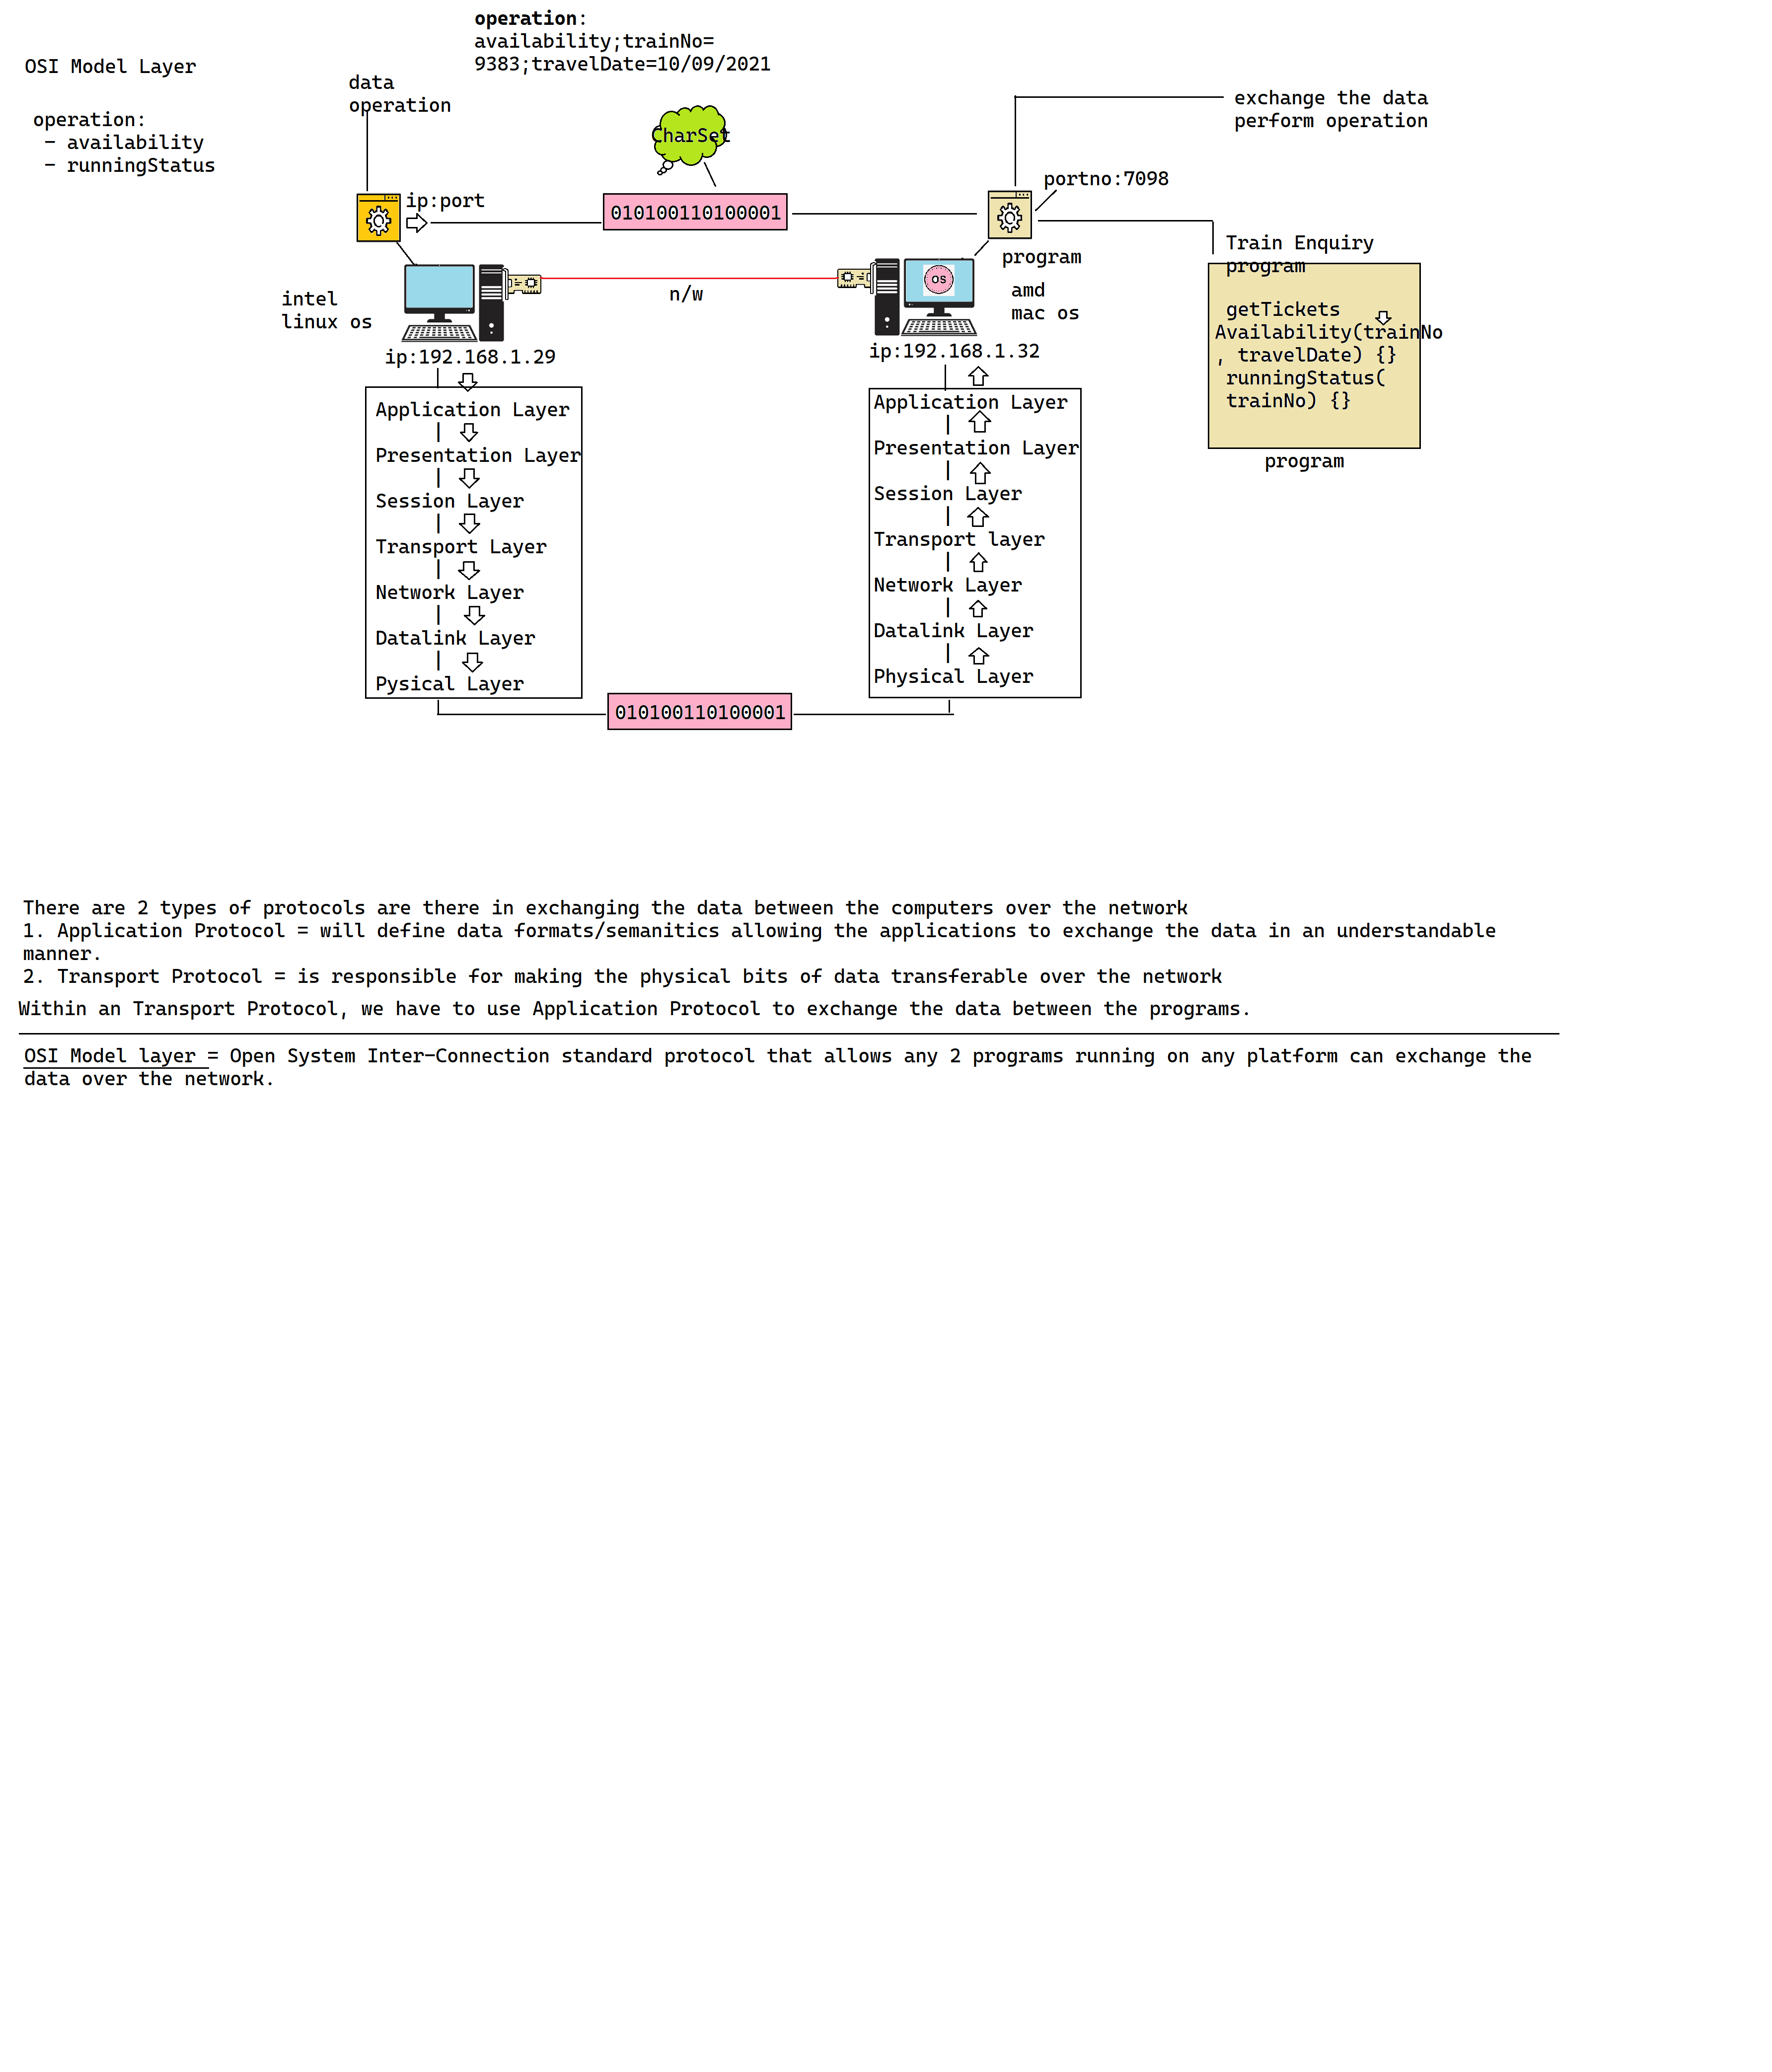 operation:
availability;trainNo=
9383;travelDate=10/09/2021
OSI Model Layer
data
operation
operation:
- availability
- runningStatus
CharSet
exchange the data
perform operation
ip:port
010100110100001
portno:7098
Train Enquiry
program
getTickets
Availability(trainNo
, travelDate) {}
runningStatus(
trainNo) {}
program
program
intel
linux os
n/w
OS
amd
mac os
ip:192.168.1.29
ip:192.168.1.32
Application Layer
|
Presentation Layer
|
Session Layer
|
Transport Layer
|
Network Layer
|
Datalink Layer
|
Pysical Layer
Application Layer
|
Presentation Layer
|
Session Layer
|
Transport layer
|
Network Layer
|
Datalink Layer
|
Physical Layer
010100110100001
There are 2 types of protocols are there in exchanging the data between the computers over the network
1. Application Protocol = will define data formats/semanitics allowing the applications to exchange the data in an understandable
manner.
2. Transport Protocol = is responsible for making the physical bits of data transferable over the network
Within an Transport Protocol, we have to use Application Protocol to exchange the data between the programs.
OSI Model layer = Open System Inter-Connection standard protocol that allows any 2 programs running on any platform can exchange the
data over the network.